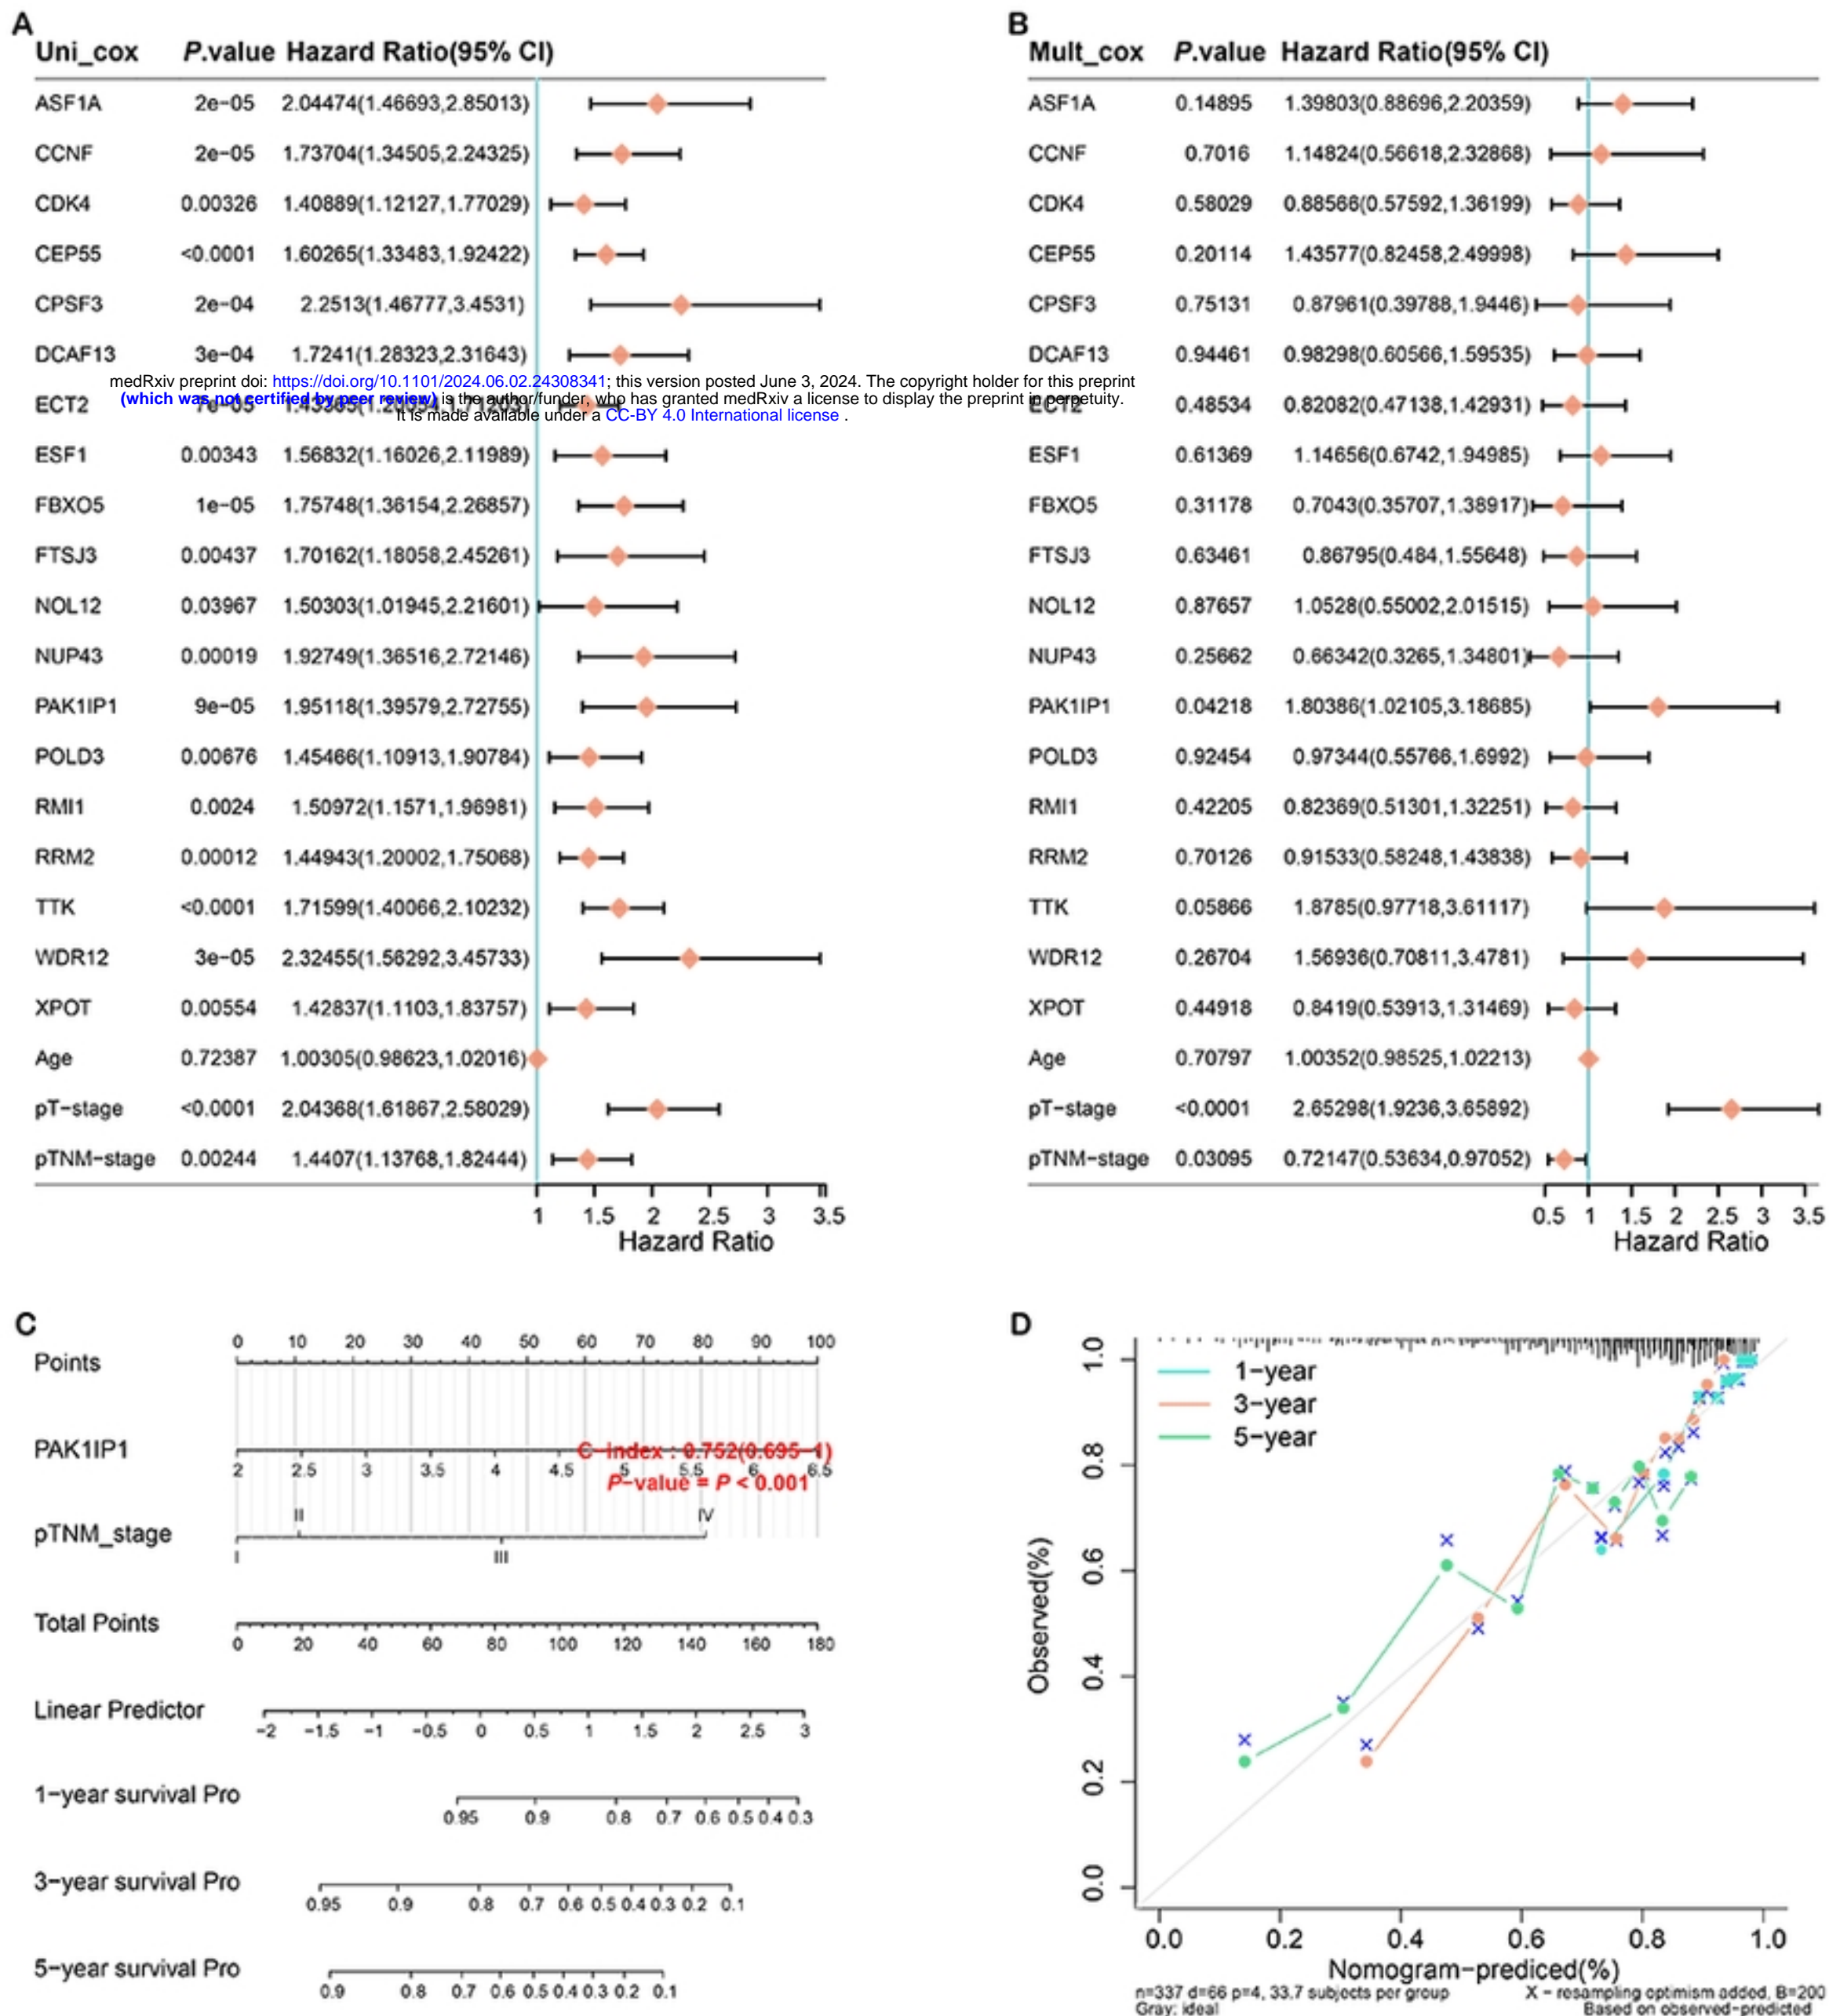 A
Uni_cox P.value Hazard Ratio(95% CI)
ASF1A 2e−05 2.04474(1.46693,2.85013)
CCNF 2e−05 1.73704(1.34505,2.24325)
CDK4 0.00326 1.40889(1.12127,1.77029)
CEP55 <0.0001 1.60265(1.33483,1.92422)
CPSF3 2e−04 2.2513(1.46777,3.4531)
DCAF13 3e−04 1.7241(1.28323,2.31643)
medRxiv preprint doi: https://doi.org/10.1101/2024.06.02.24308341; this version posted June 3, 2024. The copyright holder for this preprint
(which was not certified by peer review) is the author/funder, who has granted medRxiv a license to display the preprint in perpetuity.
It is made available under a CC-BY 4.0 International license .
ECT2 7e−05
ESF1 0.00343 1.56832(1.16026,2.11989)
FBXO5 1e−05 1.75748(1.36154,2.26857)
FTSJ3 0.00437 1.70162(1.18058,2.45261)
NOL12 0.03967 1.50303(1.01945,2.21601)
NUP43 0.00019 1.92749(1.36516,2.72146)
PAK1IP1 9e−05 1.95118(1.39579,2.72755)
POLD3 0.00676 1.45466(1.10913,1.90784)
RMI1 0.0024 1.50972(1.1571,1.96981)
RRM2 0.00012 1.44943(1.20002,1.75068)
TTK <0.0001 1.71599(1.40066,2.10232)
WDR12 3e−05 2.32455(1.56292,3.45733)
XPOT 0.00554 1.42837(1.1103,1.83757)
Age 0.72387 1.00305(0.98623,1.02016)
pT−stage <0.0001 2.04368(1.61867,2.58029)
pTNM−stage 0.00244 1.4407(1.13768,1.82444)
1 1.5 2 2.5 3 3.5
Hazard Ratio
B
Mult_cox P.value Hazard Ratio(95% CI)
ASF1A 0.14895 1.39803(0.88696,2.20359)
CCNF 0.7016 1.14824(0.56618,2.32868)
CDK4 0.58029 0.88566(0.57592,1.36199)
CEP55 0.20114 1.43577(0.82458,2.49998)
CPSF3 0.75131 0.87961(0.39788,1.9446)
DCAF13 0.94461 0.98298(0.60566,1.59535)
ECT2 0.48534 0.82082(0.47138,1.42931)
ESF1 0.61369 1.14656(0.6742,1.94985)
FBXO5 0.31178 0.7043(0.35707,1.38917)
FTSJ3 0.63461 0.86795(0.484,1.55648)
NOL12 0.87657 1.0528(0.55002,2.01515)
NUP43 0.25662 0.66342(0.3265,1.34801)
PAK1IP1 0.04218 1.80386(1.02105,3.18685)
POLD3 0.92454 0.97344(0.55766,1.6992)
RMI1 0.42205 0.82369(0.51301,1.32251)
RRM2 0.70126 0.91533(0.58248,1.43838)
TTK 0.05866 1.8785(0.97718,3.61117)
WDR12 0.26704 1.56936(0.70811,3.4781)
XPOT 0.44918 0.8419(0.53913,1.31469)
Age 0.70797 1.00352(0.98525,1.02213)
pT−stage <0.0001 2.65298(1.9236,3.65892)
pTNM−stage 0.03095 0.72147(0.53634,0.97052)
0.5 1 1.5 2 2.5 3 3.5
Hazard Ratio
C
0 10 20 30 40 50 60 70 80 90 100
Points
PAK1IP1
C−index : 0.752(0.695−1)
2 2.5 3 3.5 4 4.5 5 5.5 6 6.5
P−value = P < 0.001
II IV
pTNM_stage
I III
Total Points
0 20 40 60 80 100 120 140 160 180
Linear Predictor
−2 −1.5 −1 −0.5 0 0.5 1 1.5 2 2.5 3
1−year survival Pro
0.95 0.9 0.8 0.7 0.6 0.5 0.4 0.3
3−year survival Pro
0.95 0.9 0.8 0.7 0.6 0.5 0.4 0.3 0.2 0.1
5−year survival Pro
0.9 0.8 0.7 0.6 0.5 0.4 0.3 0.2 0.1
D
1−year
3−year
5−year
Observed(%)
1.0
0.8
0.6
0.4
0.2
0.0
0.0 0.2 0.4 0.6 0.8 1.0
Nomogram−prediced(%)
n=337 d=66 p=4, 33.7 subjects per group
Gray: ideal
X − resampling optimism added, B=200
Based on observed−predicted